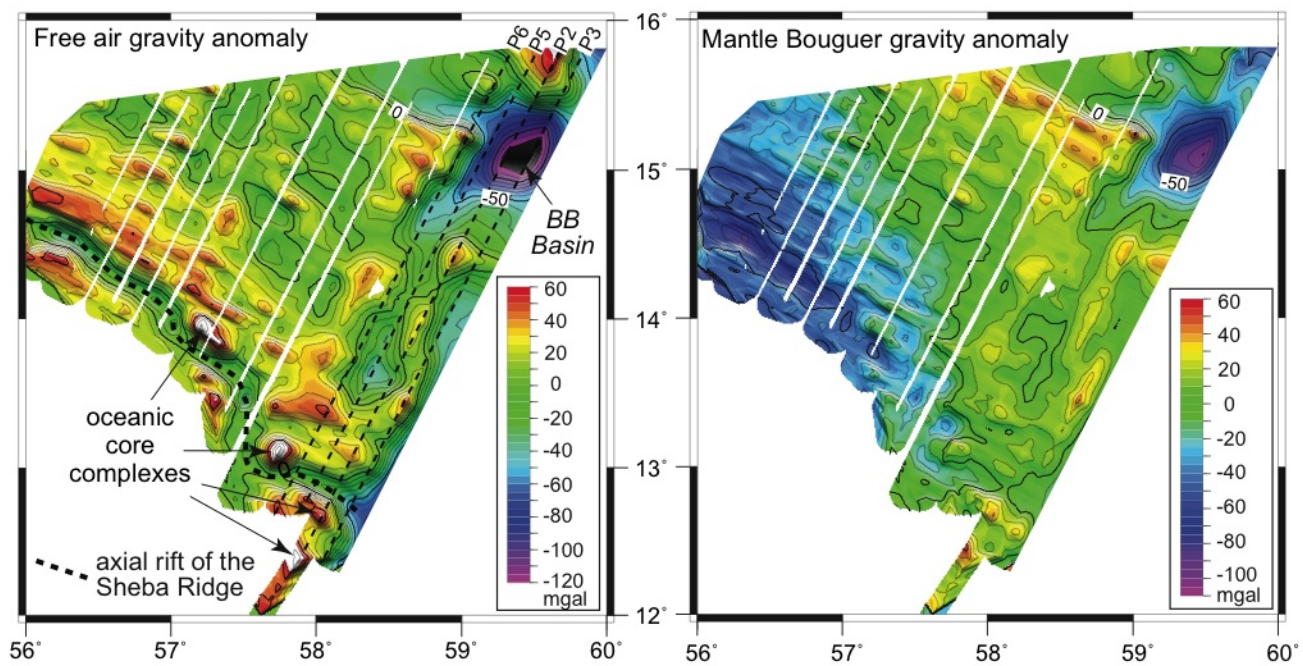 Free air gravity anomaly
P6
P5
P2
P3
0
-50
BB
Basin
oceanic
core
complexes
axial rift of the
Sheba Ridge
60
40
20
0
-20
-40
-60
-80
-100
-120
mgal
56°
57°
58°
59°
60°
Mantle Bouguer gravity anomaly
0
-50
60
40
20
0
-20
-40
-60
-80
-100
mgal
16°
15°
14°
13°
12°
56°
57°
58°
59°
60°